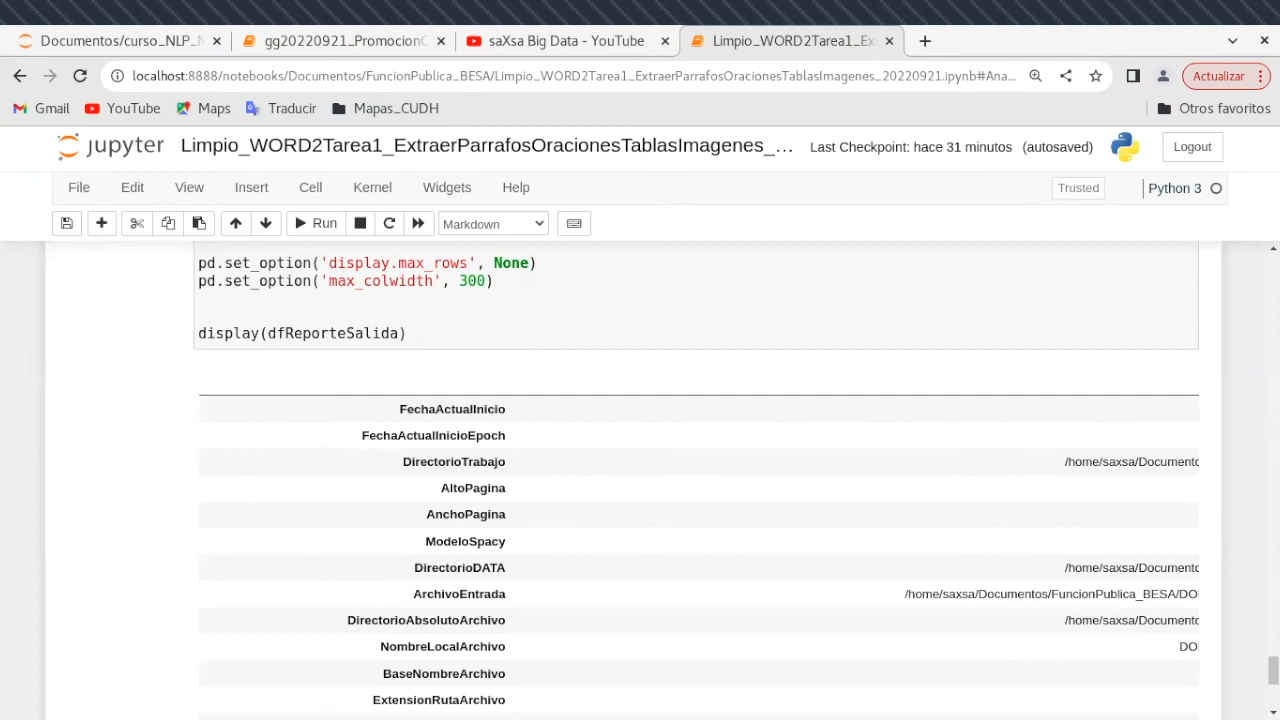 Documentos/curso_NLP_N
gg20220921_PromocionC
saXsa Big Data - YouTube
Limpio_WORD2Tarea1_Ex
localhost:8888/notebooks/Documentos/FuncionPublica_BESA/Limpio_WORD2Tarea1_ExtraerParrafosOracionesTablasImagenes_20220921.ipynb#Ana...
Actualizar
Gmail
YouTube
Maps
Traducir
Mapas_CUDH
Otros favoritos
jupyter
Limpio_WORD2Tarea1_ExtraerParrafosOracionesTablasImagenes_...
Last Checkpoint: hace 31 minutos (autosaved)
Logout
File Edit View Insert Cell Kernel Widgets Help
Trusted
Python 3
Run
Markdown
pd.set_option('display.max_rows', None)
pd.set_option('max_colwidth', 300)
display(dfReporteSalida)
FechaActualInicio
FechaActualInicioEpoch
DirectorioTrabajo /home/saxsa/Documento
AltoPagina
AnchoPagina
ModeloSpacy
DirectorioDATA /home/saxsa/Documento
ArchivoEntrada /home/saxsa/Documentos/FuncionPublica_BESA/DO
DirectorioAbsolutoArchivo /home/saxsa/Documento
NombreLocalArchivo DO
BaseNombreArchivo
ExtensionRutaArchivo